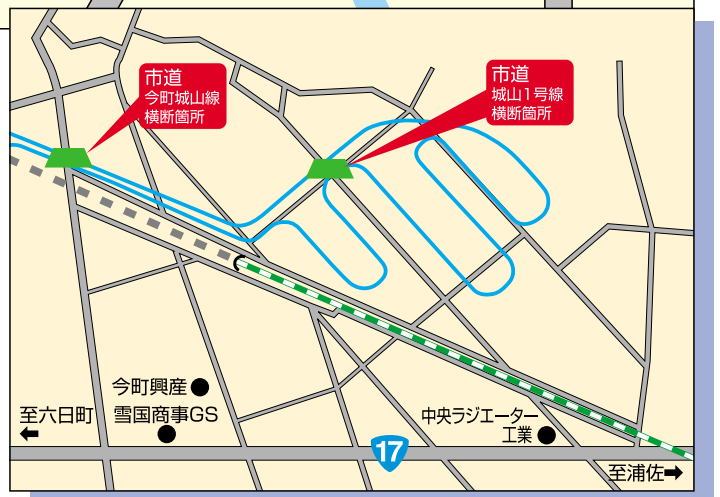 市道
今町城山線
横断箇所
市道
城山1号線
横断箇所
今町興産
至六日町
雪国商事GS
中央ラジエーター
工業
17
至浦佐